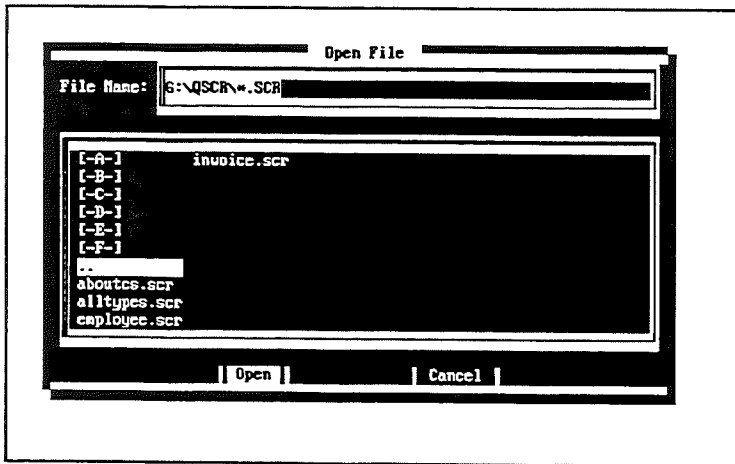 Open File
File Name: G:\QSCR\*.SCR
[-A-] invoice.scr
[-B-]
[-C-]
[-D-]
[-E-]
[-F-]
..
aboutcs.scr
alltypes.scr
employee.scr
Open Cancel